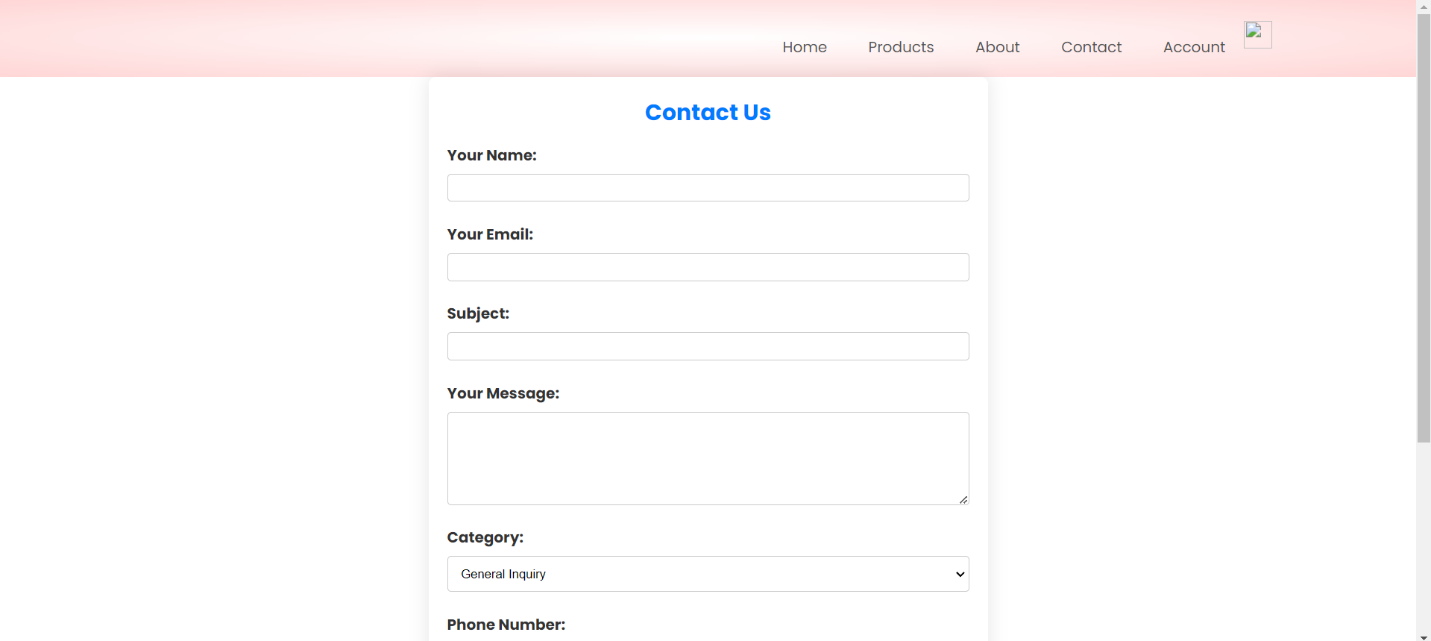 Home Products About Contact Account
Contact Us
Your Name:
Your Email:
Subject:
Your Message:
Category:
General Inquiry
Phone Number: